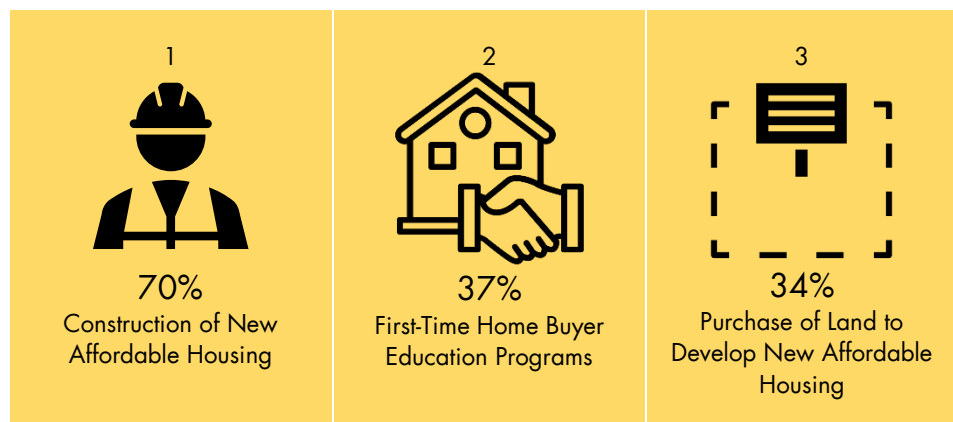 1
70%
Construction of New
Affordable Housing
2
37%
First-Time Home Buyer
Education Programs
3
34%
Purchase of Land to
Develop New Affordable
Housing